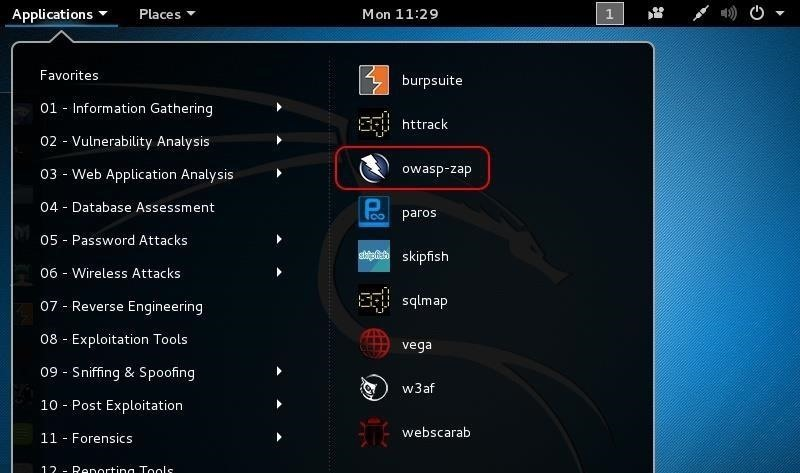 Applications Places Mon 11:29 1
Favorites
01 - Information Gathering
02 - Vulnerability Analysis
03 - Web Application Analysis
04 - Database Assessment
05 - Password Attacks
06 - Wireless Attacks
07 - Reverse Engineering
08 - Exploitation Tools
09 - Sniffing & Spoofing
10 - Post Exploitation
11 - Forensics
12 - Reporting Tools
burpsuite
httrack
owasp-zap
paros
skipfish
skipfish
sqlmap
vega
w3af
webscarab